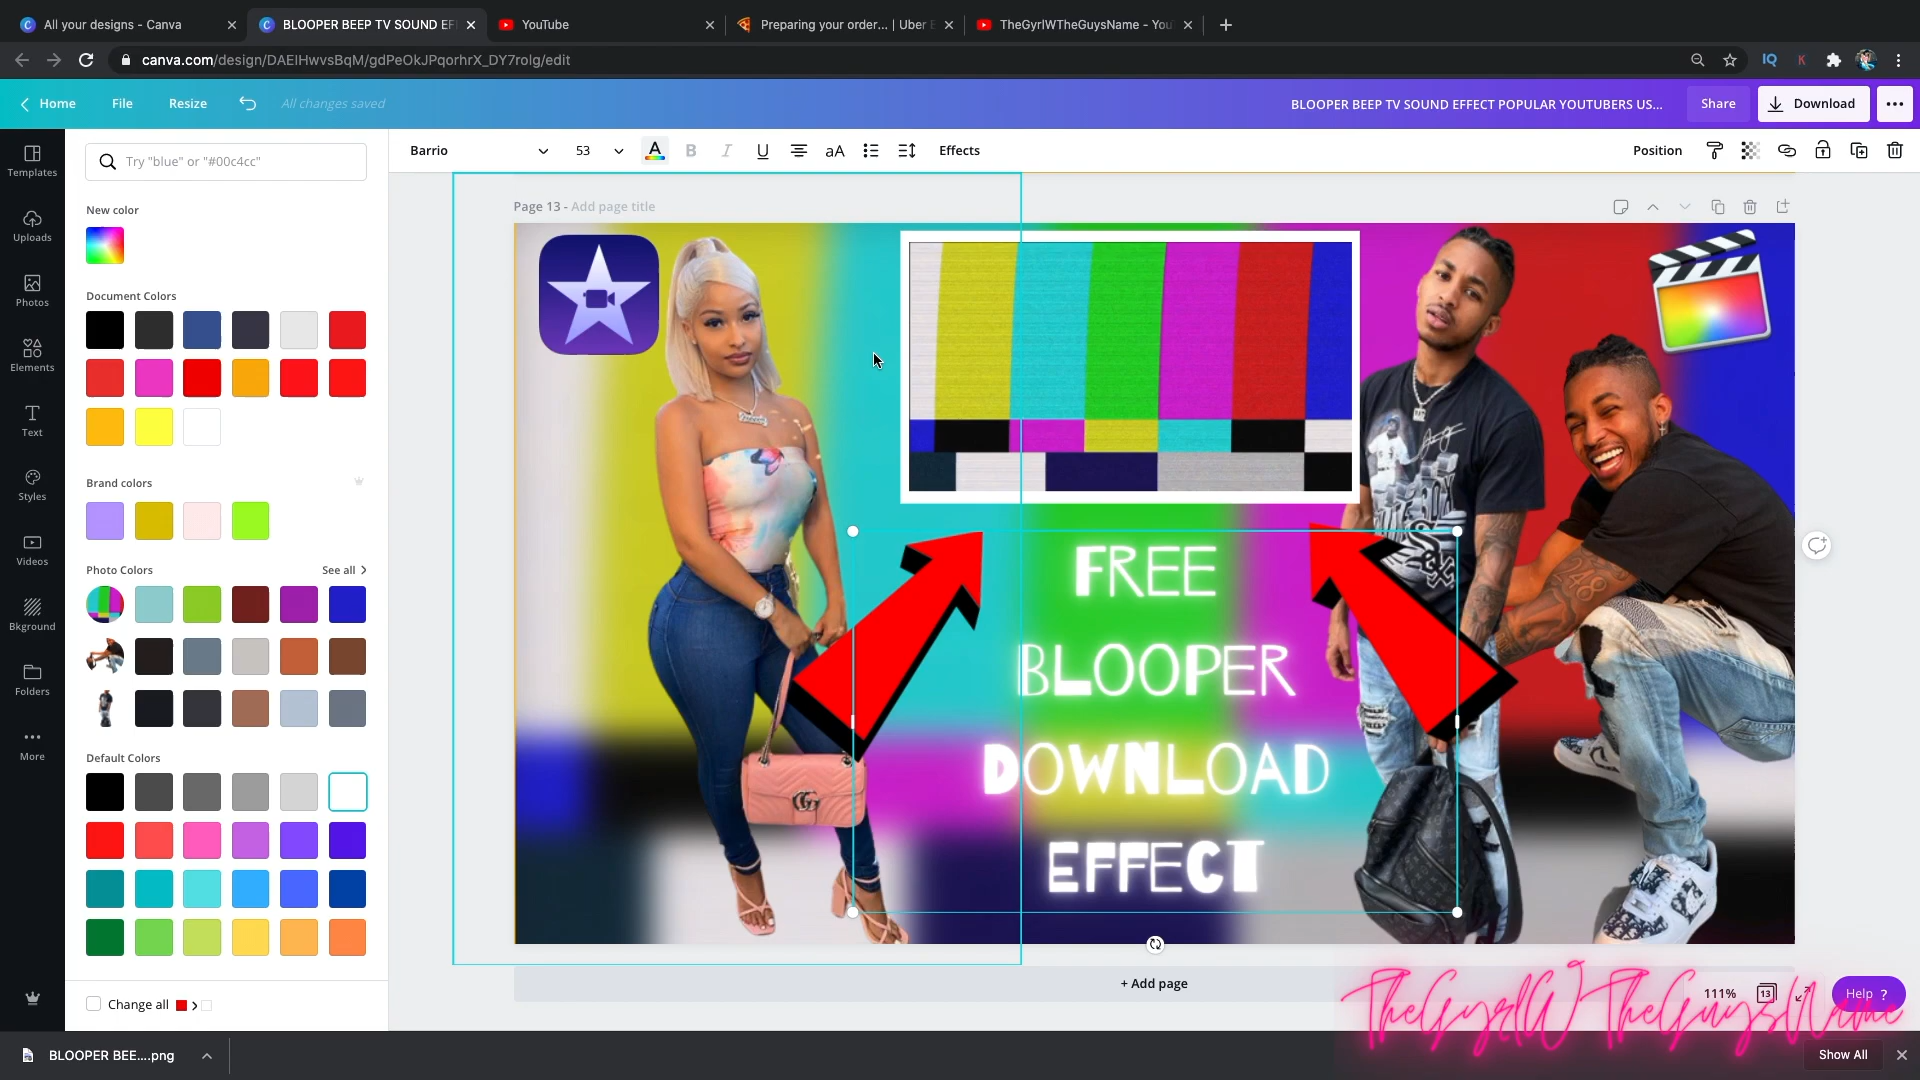 All your designs - Canva
BLOOPER BEEP TV SOUND EF
YouTube
Preparing your order... | Uber E
TheGyrlWTheGuysName - You
canva.com/design/DAEIHwvsBqM/gdPeOkJPqorhrX_DY7rolg/edit
IQ
K
Home
File
Resize
All changes saved
BLOOPER BEEP TV SOUND EFFECT POPULAR YOUTUBERS US...
Share
Download
Templates
Uploads
Photos
Elements
Text
Styles
Videos
Bkground
Folders
More
Try "blue" or "#00c4cc"
New color
Document Colors
Brand colors
Photo Colors
See all
Default Colors
Change all
Barrio
53
A
B
I
U
aA
Effects
Position
Page 13 - Add page title
FREE
BLOOPER
DOWNLOAD
EFFECT
+ Add page
111%
13
Help ?
TheGyrlWTheGuysName
BLOOPER BEE....png
Show All